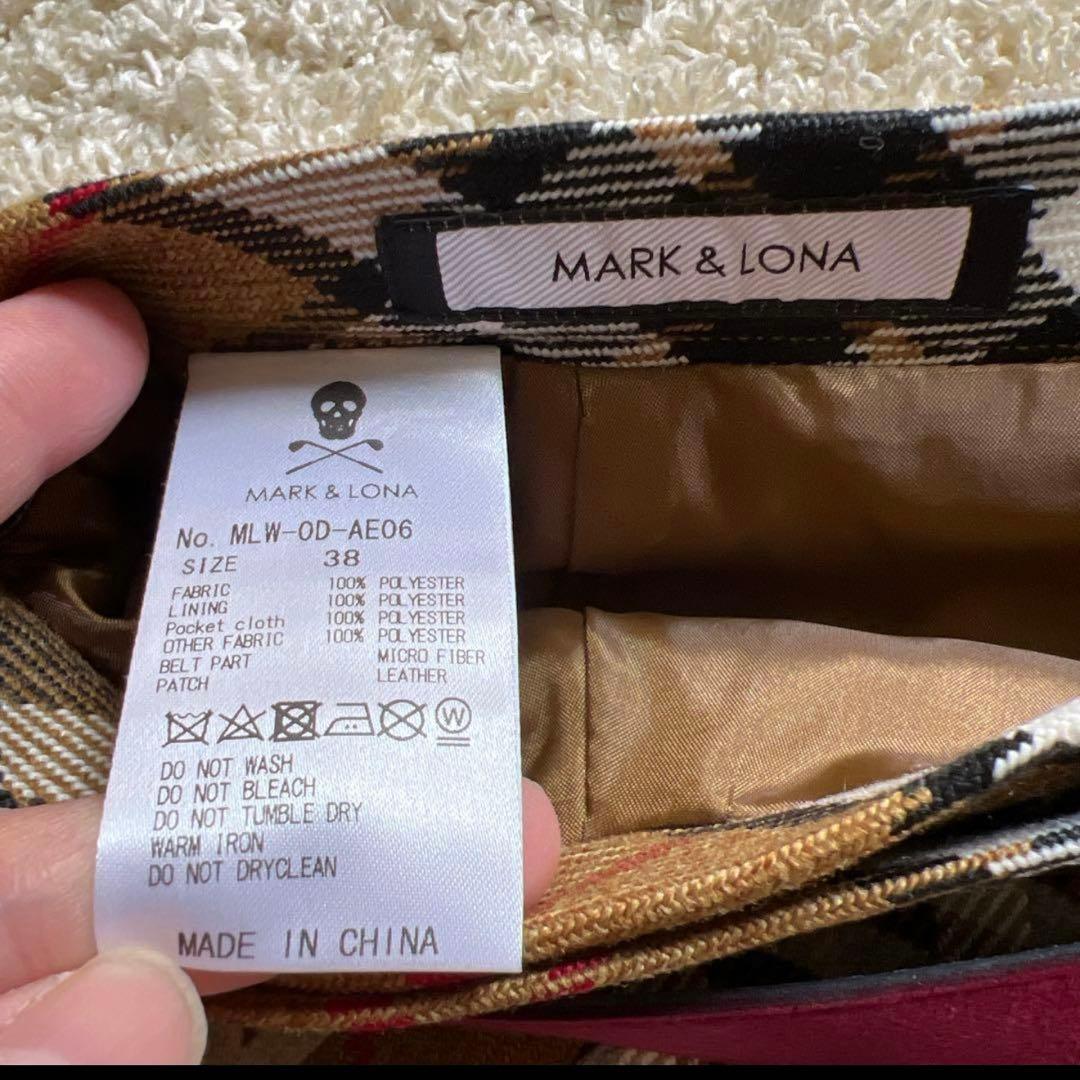 MARK & LONA
MARK & LONA
No. MLW-OD-AE06
SIZE 38
FABRIC 100% POLYESTER
LINING 100% POLYESTER
Pocket cloth 100% POLYESTER
OTHER FABRIC 100% POLYESTER
BELT PART MICRO FIBER
PATCH LEATHER
W
DO NOT WASH
DO NOT BLEACH
DO NOT TUMBLE DRY
WARM IRON
DO NOT DRYCLEAN
MADE IN CHINA